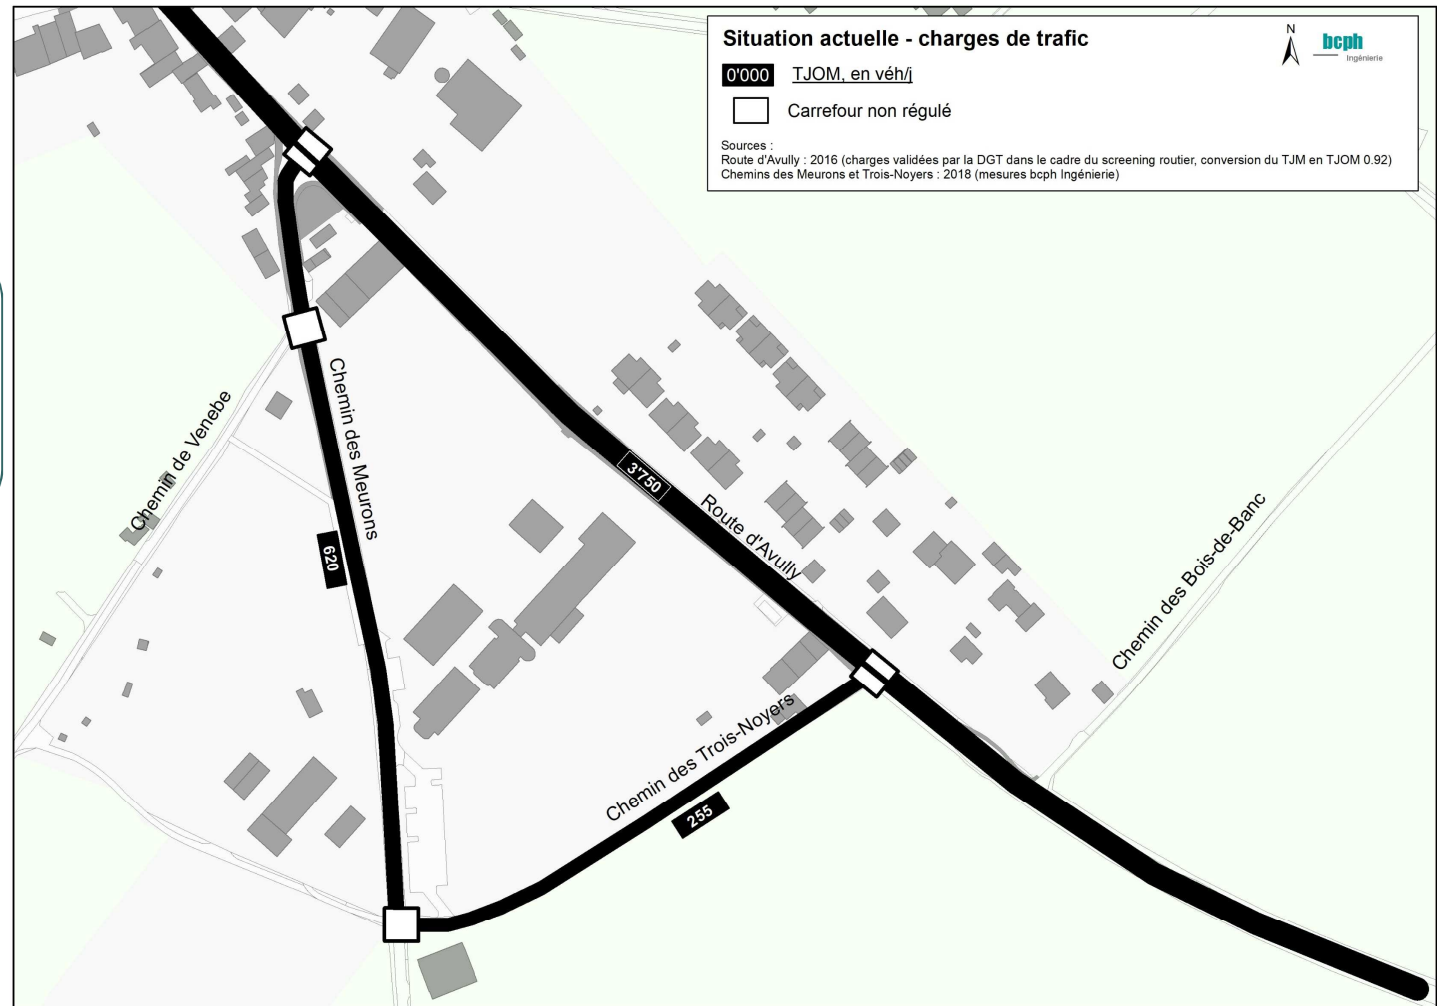 Situation actuelle - charges de trafic
N
bcph
Ingénierie
0'000 TJOM, en véh/j
Carrefour non régulé
Sources :
Route d'Avully : 2016 (charges validées par la DGT dans le cadre du screening routier, conversion du TJM en TJOM 0.92)
Chemins des Meurons et Trois-Noyers : 2018 (mesures bcph Ingénierie)
Chemin de Venebe
Chemin des Meurons
3'750
Route d'Avully
620
Chemin des Bois-de-Banc
Chemin des Trois-Noyers
255